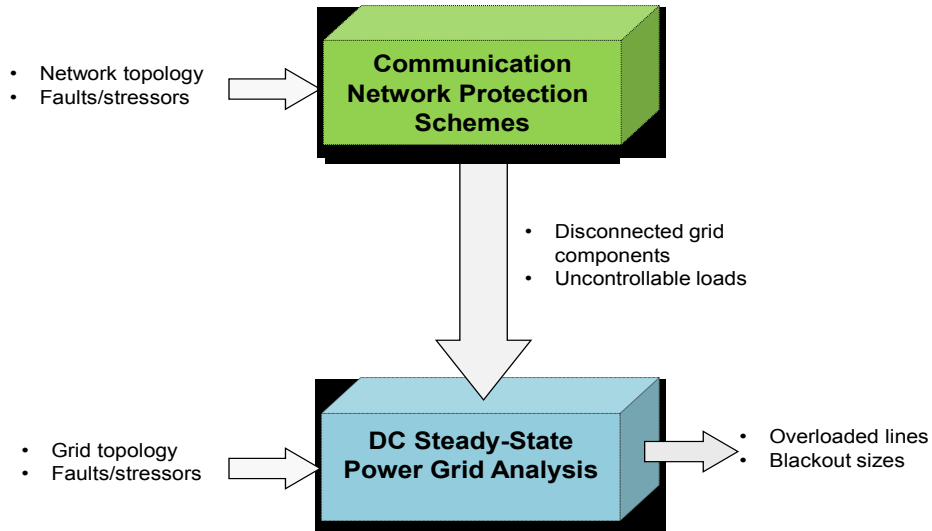 • Network topology
• Faults/stressors
Communication
Network Protection
Schemes
• Disconnected grid
components
• Uncontrollable loads
• Grid topology
• Faults/stressors
DC Steady-State
Power Grid Analysis
• Overloaded lines
• Blackout sizes